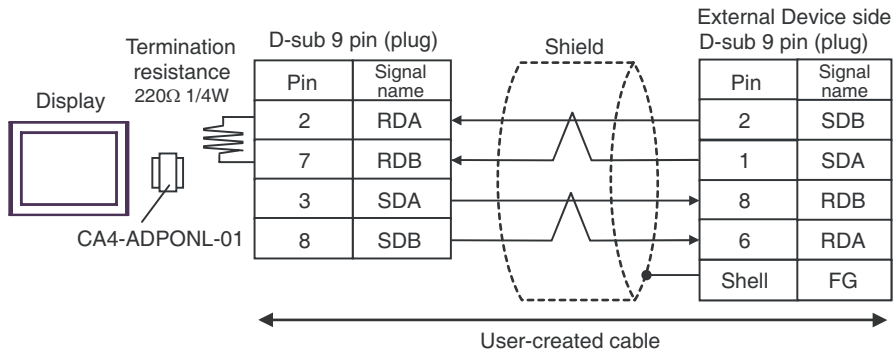 External Device side
D-sub 9 pin (plug)
D-sub 9 pin (plug)
Shield
Termination
resistance
220Ω 1/4W
Display
CA4-ADPONL-01
Pin Signal name
2 RDA
7 RDB
3 SDA
8 SDB
Pin Signal name
2 SDB
1 SDA
8 RDB
6 RDA
Shell FG
User-created cable